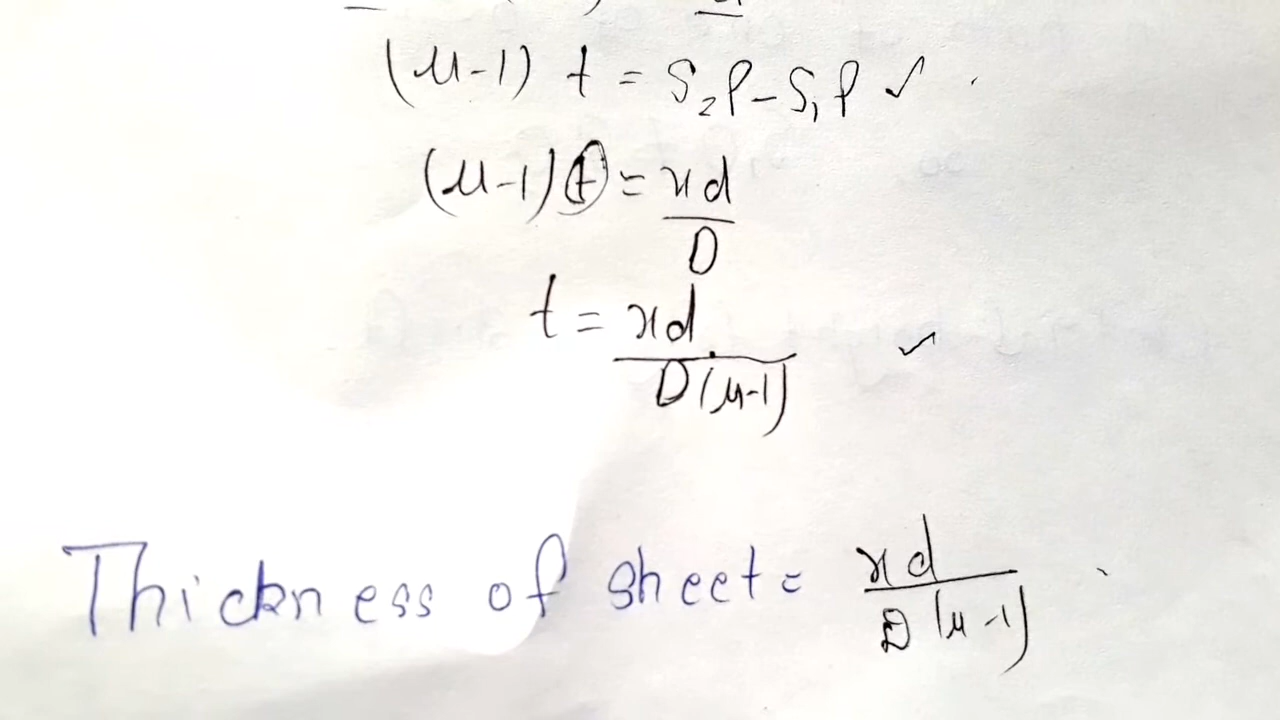 (μ-1) t = S₂P - S₁P ✓
(μ-1) t = xd/D
t = xd/D(μ-1) ✓
Thickness of sheet = xd/D(μ-1)